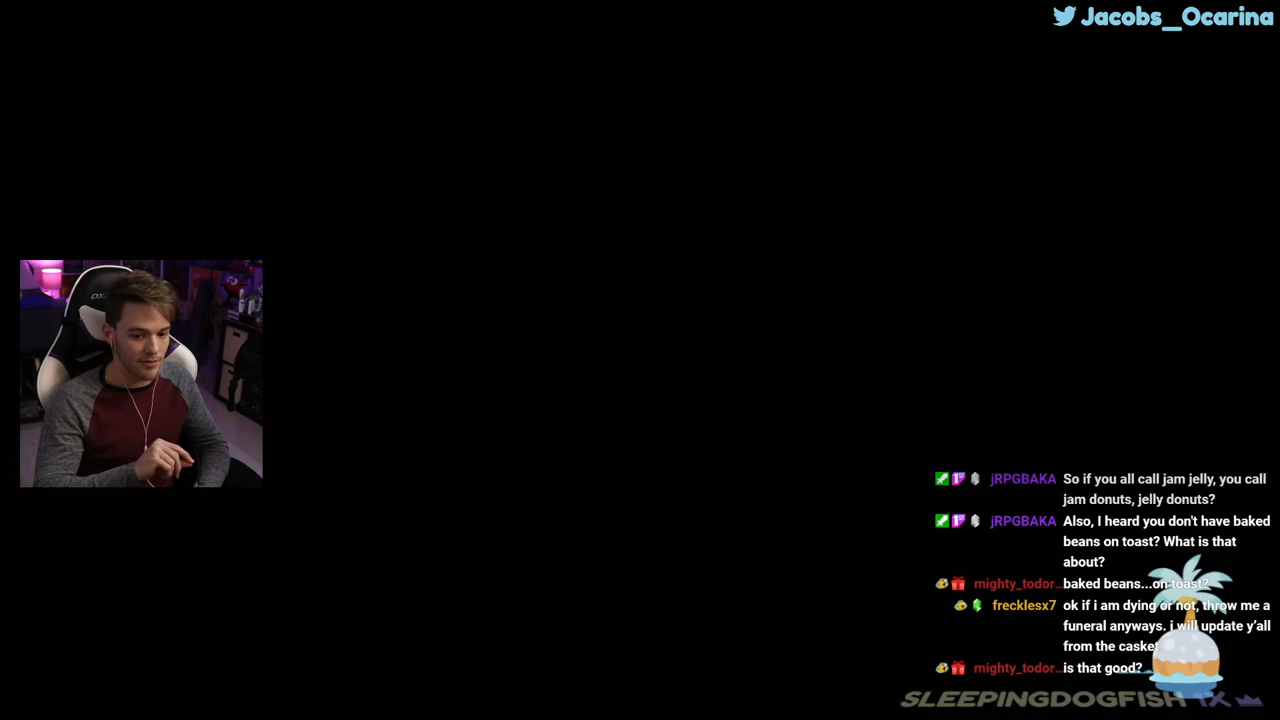 Jacobs__Ocarina
jRPGBAKA So if you all call jam jelly, you call
jam donuts, jelly donuts?
jRPGBAKA Also, I heard you don't have baked
beans on toast? What is that
about?
mighty_todor... baked beans...on toast?
frecklesx7 ok if i am dying or not, throw me a
funeral anyways. i will update y'all
from the casket.
mighty_todor... is that good?
SLEEPINGDOGFISH 1X